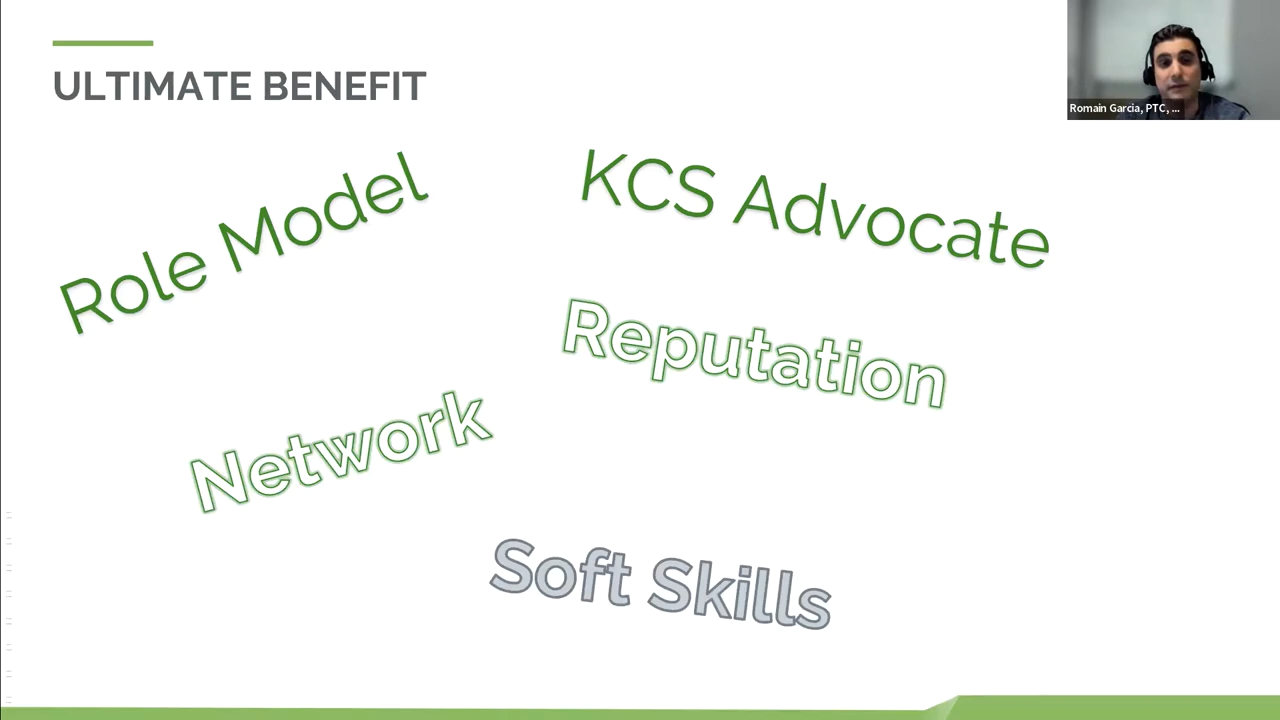 ULTIMATE BENEFIT
Romain Garcia, PTC, ...
Role Model
KCS Advocate
Reputation
Network
Soft Skills